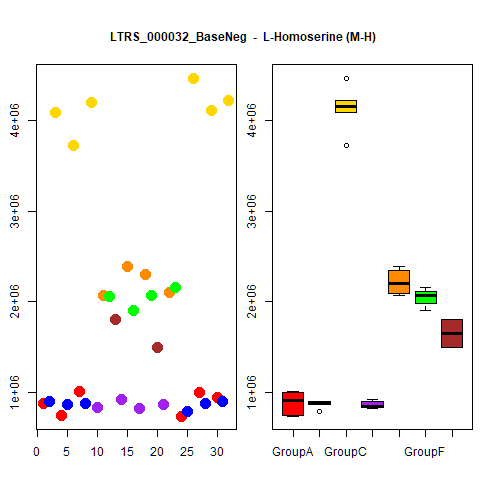 LTRS_000032_BaseNeg - L-Homoserine (M-H)
4e+06
3e+06
2e+06
1e+06
0 5 10 15 20 25 30
4e+06
3e+06
2e+06
1e+06
GroupA GroupC GroupF